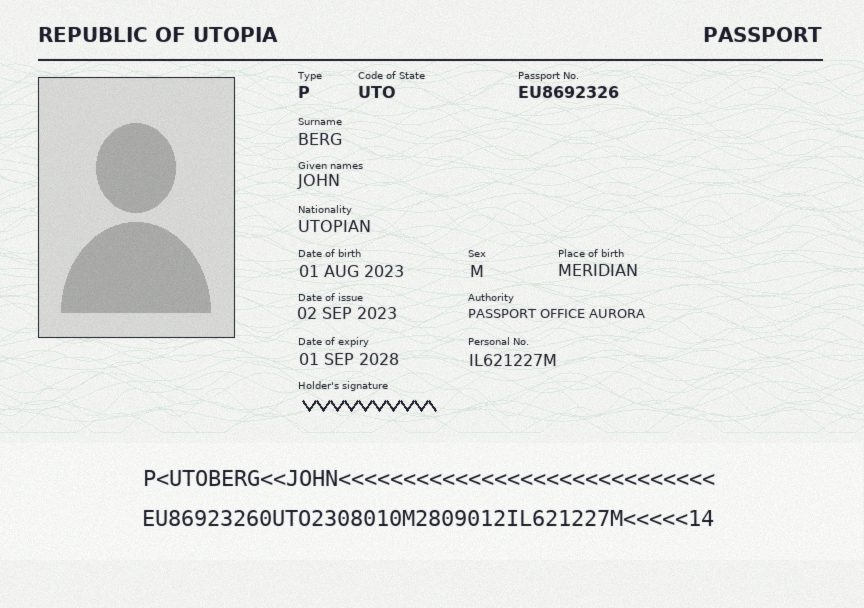 REPUBLIC OF UTOPIA PASSPORT
Type Code of State Passport No.
P UTO EU8692326
Surname
BERG
Given names
JOHN
Nationality
UTOPIAN
Date of birth Sex Place of birth
01 AUG 2023 M MERIDIAN
Date of issue Authority
02 SEP 2023 PASSPORT OFFICE AURORA
Date of expiry Personal No.
01 SEP 2028 IL621227M
Holder's signature
P<UTOBERG<<JOHN<<<<<<<<<<<<<<<<<<<<<<<<<<<<<
EU86923260UTO2308010M2809012IL621227M<<<<<14